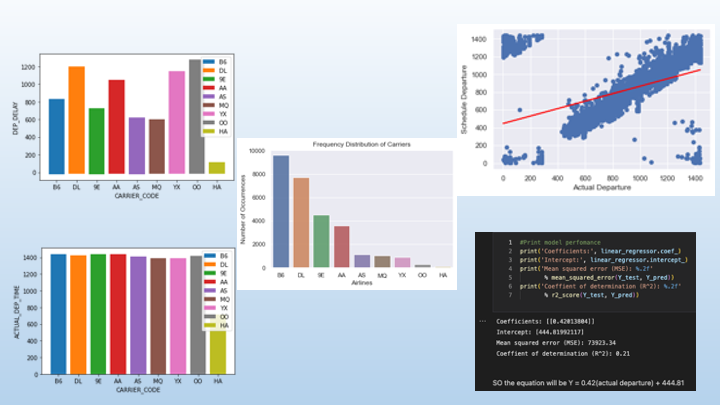 DEP_DELAY
1200
1000
800
600
400
200
0
B6
DL
9E
AA
AS
MQ
YX
OO
HA
B6 DL 9E AA AS MQ YX OO HA
CARRIER_CODE
ACTUAL_DEP_TIME
1400
1200
1000
800
600
400
200
0
B6
DL
9E
AA
AS
MQ
YX
OO
HA
B6 DL 9E AA AS MQ YX OO HA
CARRIER_CODE
Frequency Distribution of Carriers
Number of Occurrences
10000
8000
6000
4000
2000
0
B6 DL 9E AA AS MQ YX OO HA
Airlines
Schedule Departure
1400
1200
1000
800
600
400
200
0
0 200 400 600 800 1000 1200 1400
Actual Departure
1 #Print model perfomance
2 print('Coefficients:', linear_regressor.coef_)
3 print('Intercept:', linear_regressor.intercept_)
4 print('Mean squared error (MSE): %.2f'
5 % mean_squared_error(Y_test, Y_pred))
6 print('Coeffient of determination (R^2): %.2f'
7 % r2_score(Y_test, Y_pred))
... Coefficients: [[0.42013804]]
Intercept: [444.81992117]
Mean squared error (MSE): 73923.34
Coeffient of determination (R^2): 0.21
SO the equation will be Y = 0.42(actual departure) + 444.81